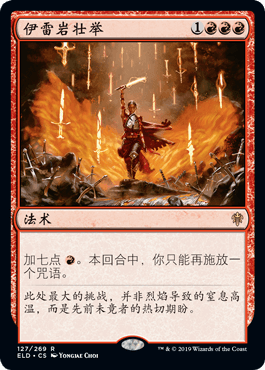 伊雷岩壮举 1
法术
加七点。本回合中，你只能再施放一
个咒语。
此处最大的挑战，并非烈焰导致的窒息高
温，而是先前未竟者的热切期盼。
127/269 R
ELD • CS YONGJAE CHOI
™ & © 2019 Wizards of the Coast